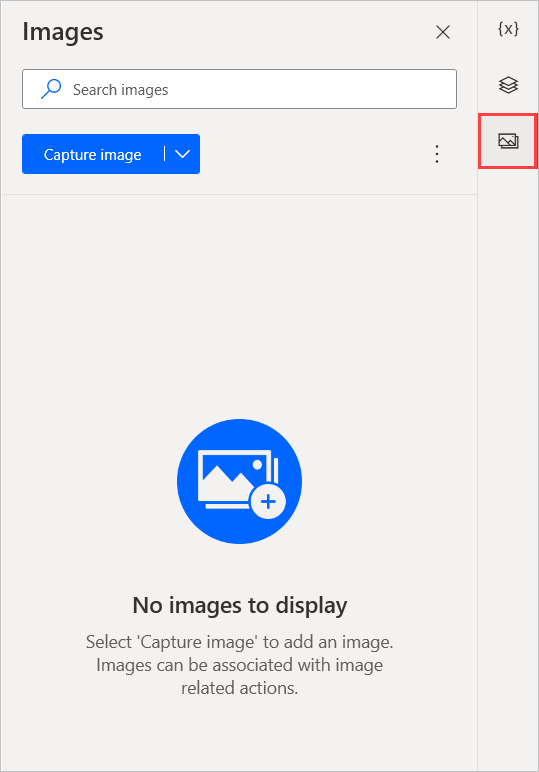 Images
{x}
Search images
Capture image
No images to display
Select 'Capture image' to add an image.
Images can be associated with image
related actions.